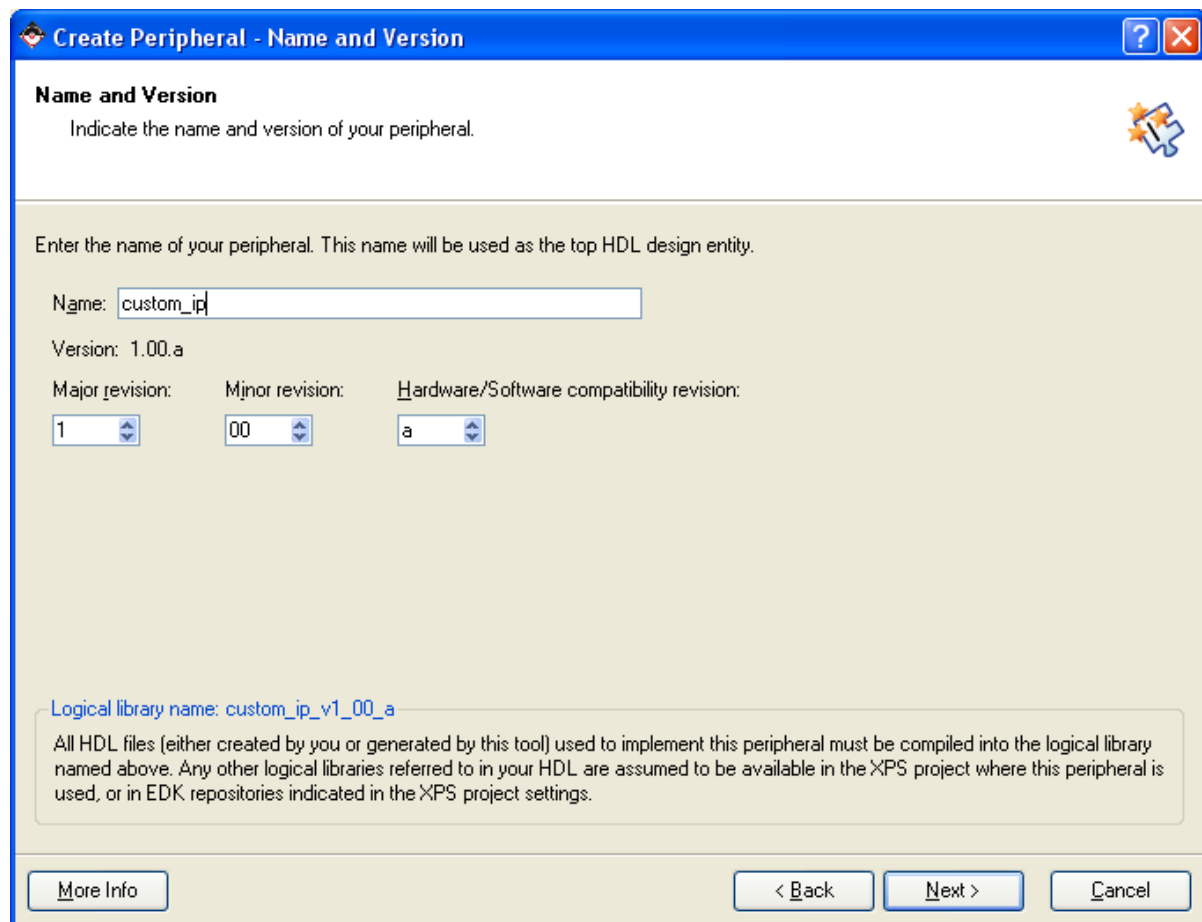 Create Peripheral - Name and Version
Name and Version
Indicate the name and version of your peripheral.
Enter the name of your peripheral. This name will be used as the top HDL design entity.
Name: custom_ip
Version: 1.00.a
Major revision: Minor revision: Hardware/Software compatibility revision:
1 00 a
Logical library name: custom_ip_v1_00_a
All HDL files (either created by you or generated by this tool) used to implement this peripheral must be compiled into the logical library
named above. Any other logical libraries referred to in your HDL are assumed to be available in the XPS project where this peripheral is
used, or in EDK repositories indicated in the XPS project settings.
More Info < Back Next > Cancel